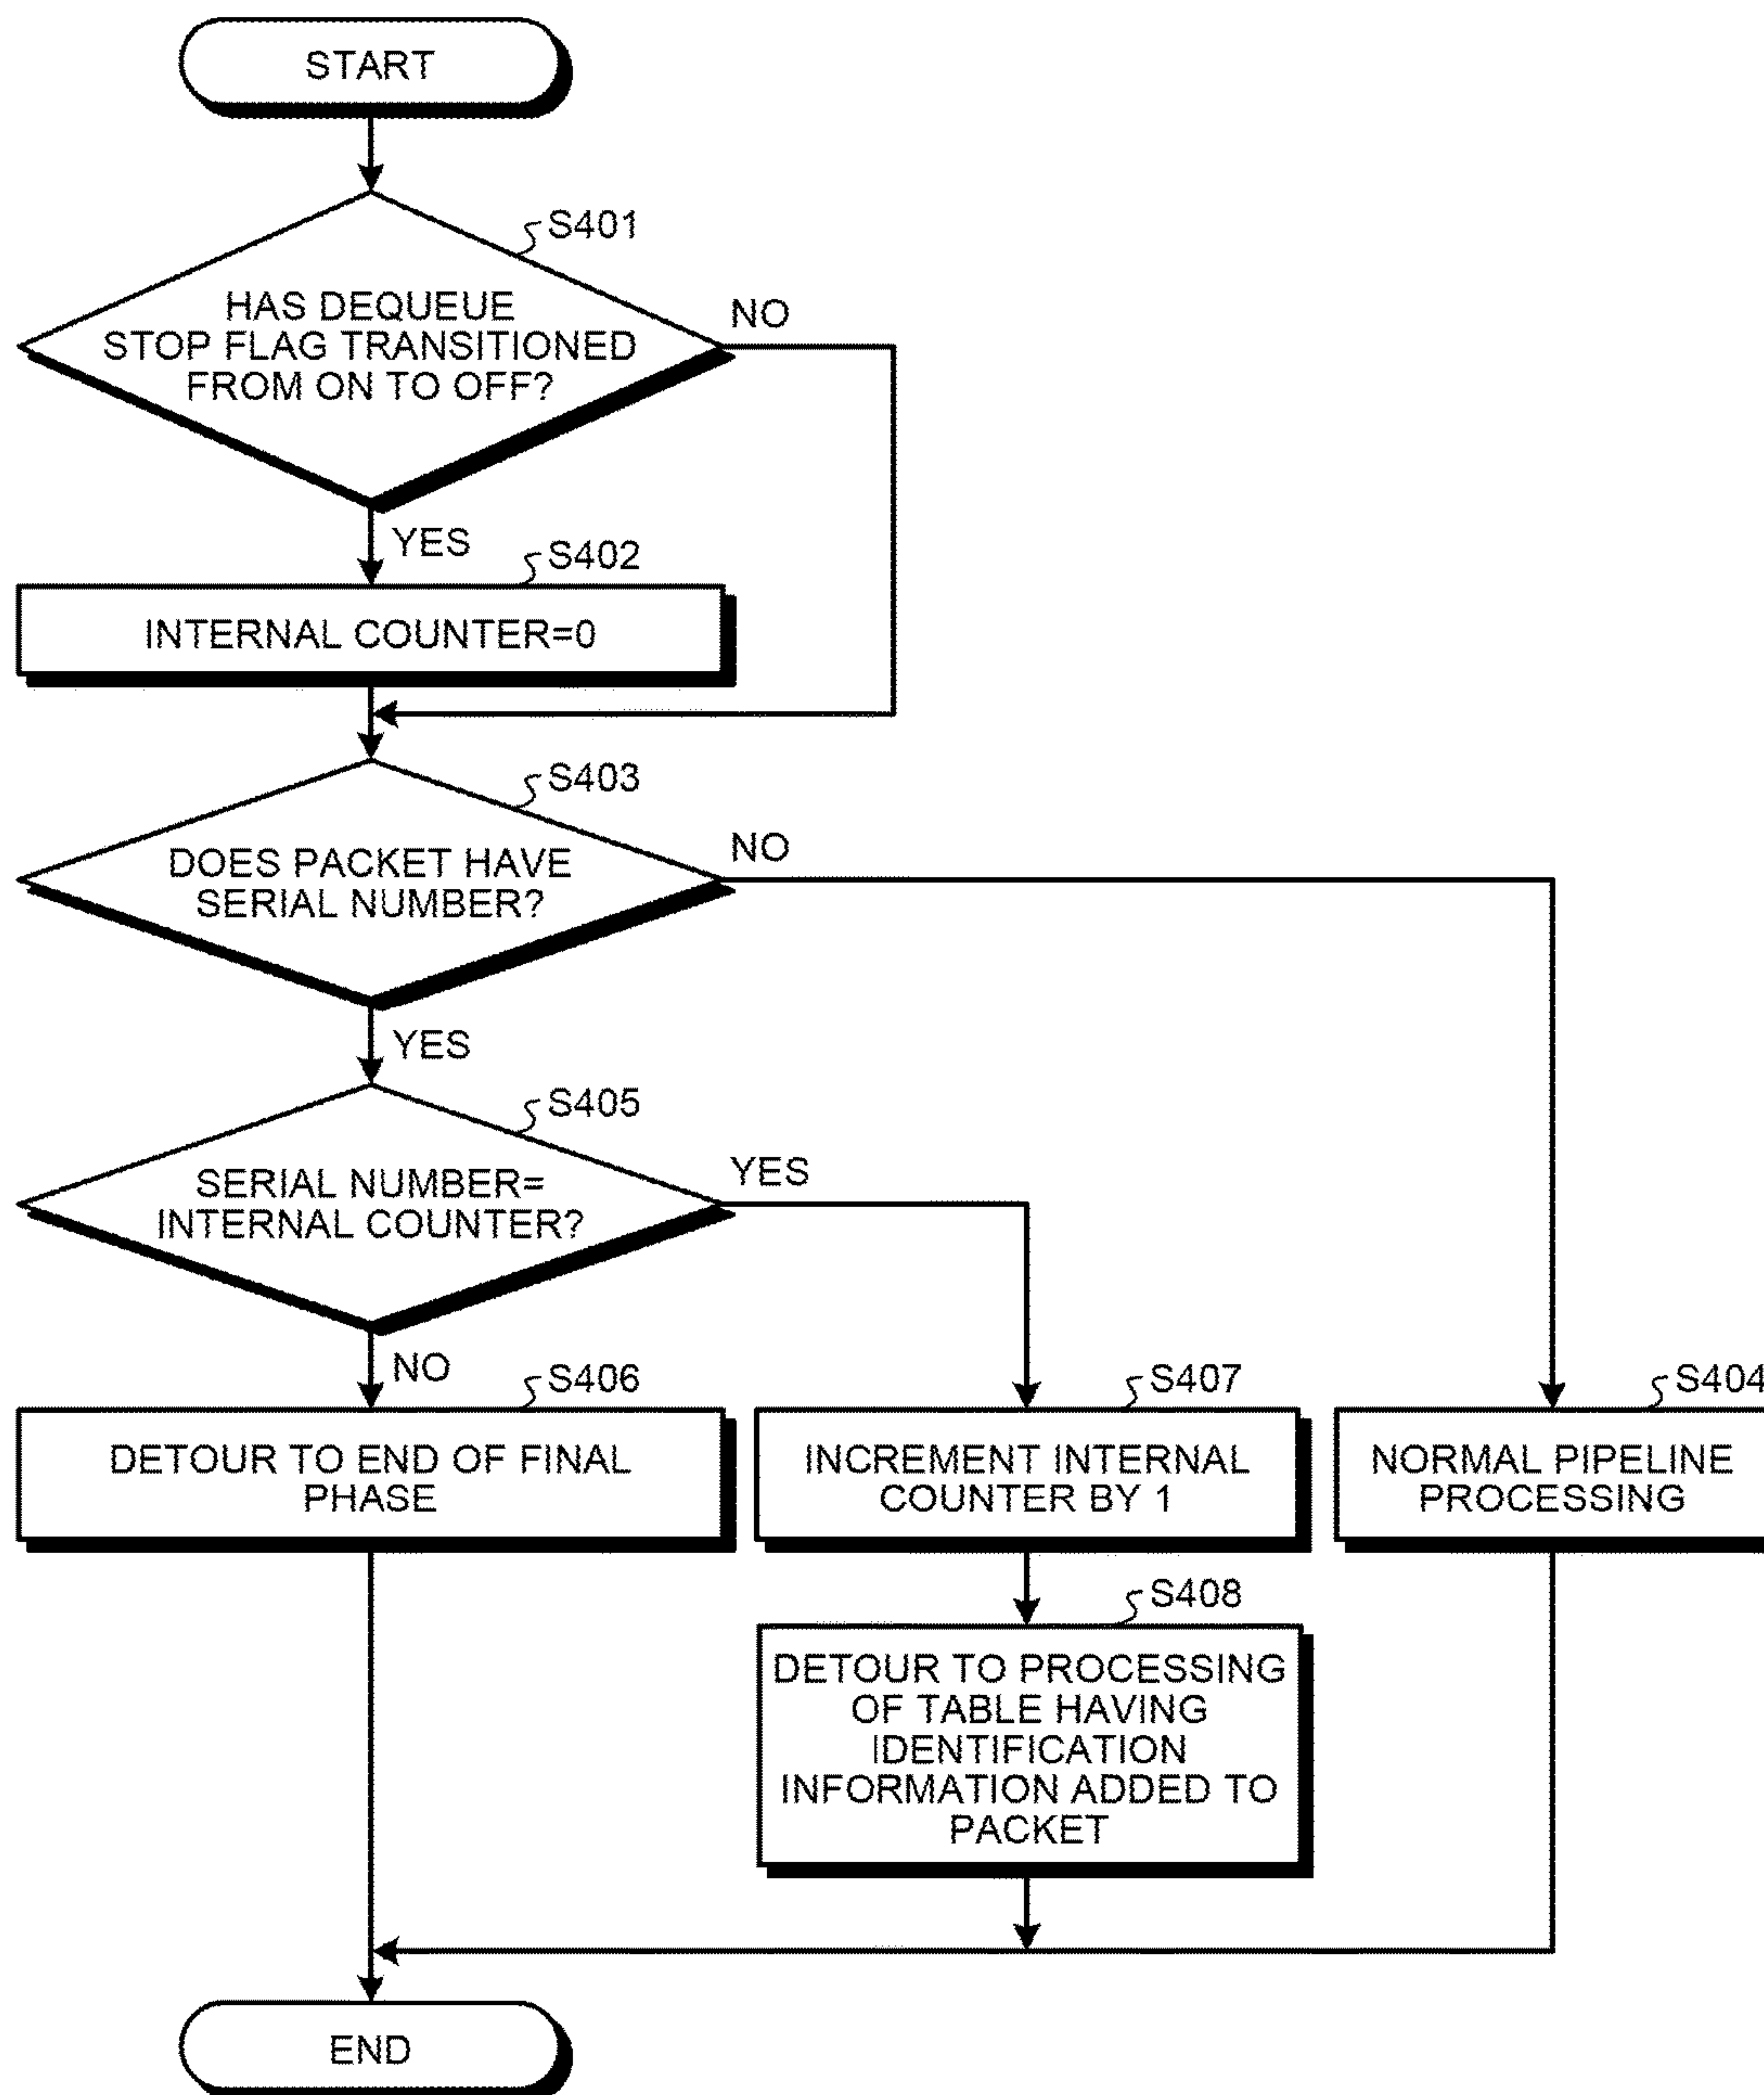 START
S401
HAS DEQUEUE
STOP FLAG TRANSITIONED
FROM ON TO OFF?
NO
YES
S402
INTERNAL COUNTER=0
S403
DOES PACKET HAVE
SERIAL NUMBER?
NO
YES
S405
SERIAL NUMBER=
INTERNAL COUNTER?
YES
NO
S406
DETOUR TO END OF FINAL
PHASE
S407
INCREMENT INTERNAL
COUNTER BY 1
S404
NORMAL PIPELINE
PROCESSING
S408
DETOUR TO PROCESSING
OF TABLE HAVING
IDENTIFICATION
INFORMATION ADDED TO
PACKET
END